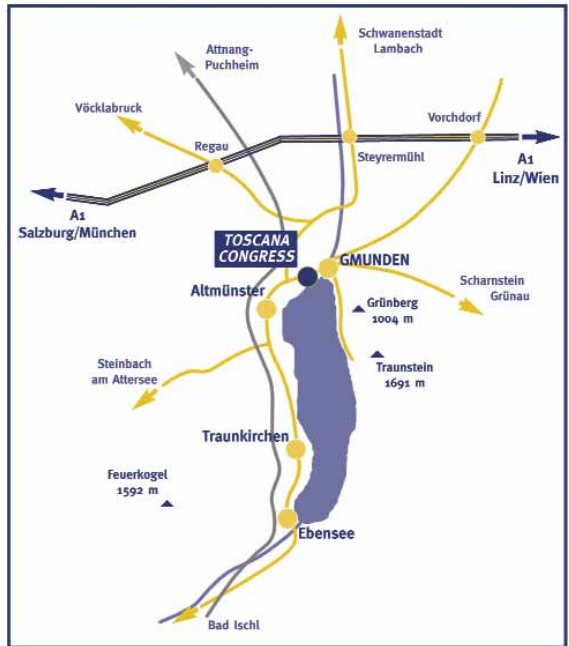 Schwanenstadt
Lambach
Attnang-
Puchheim
Vöcklabruck
Vorchdorf
Regau
Steyrermühl
A1
Linz/Wien
A1
Salzburg/München
TOSCANA
CONGRESS
GMUNDEN
Scharnstein
Grünau
Altmünster
Grünberg
1004 m
Steinbach
am Attersee
Traunstein
1691 m
Traunkirchen
Feuerkogel
1592 m
Ebensee
Bad Ischl